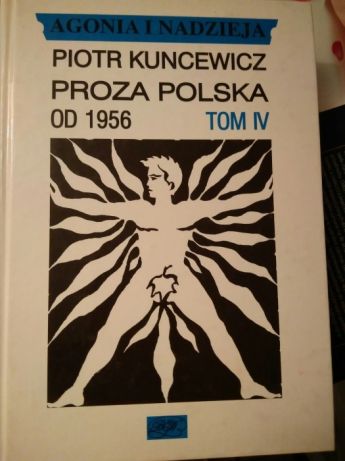 AGONIA I NADZIEJA
PIOTR KUNCEWICZ
PROZA POLSKA
OD 1956 TOM IV